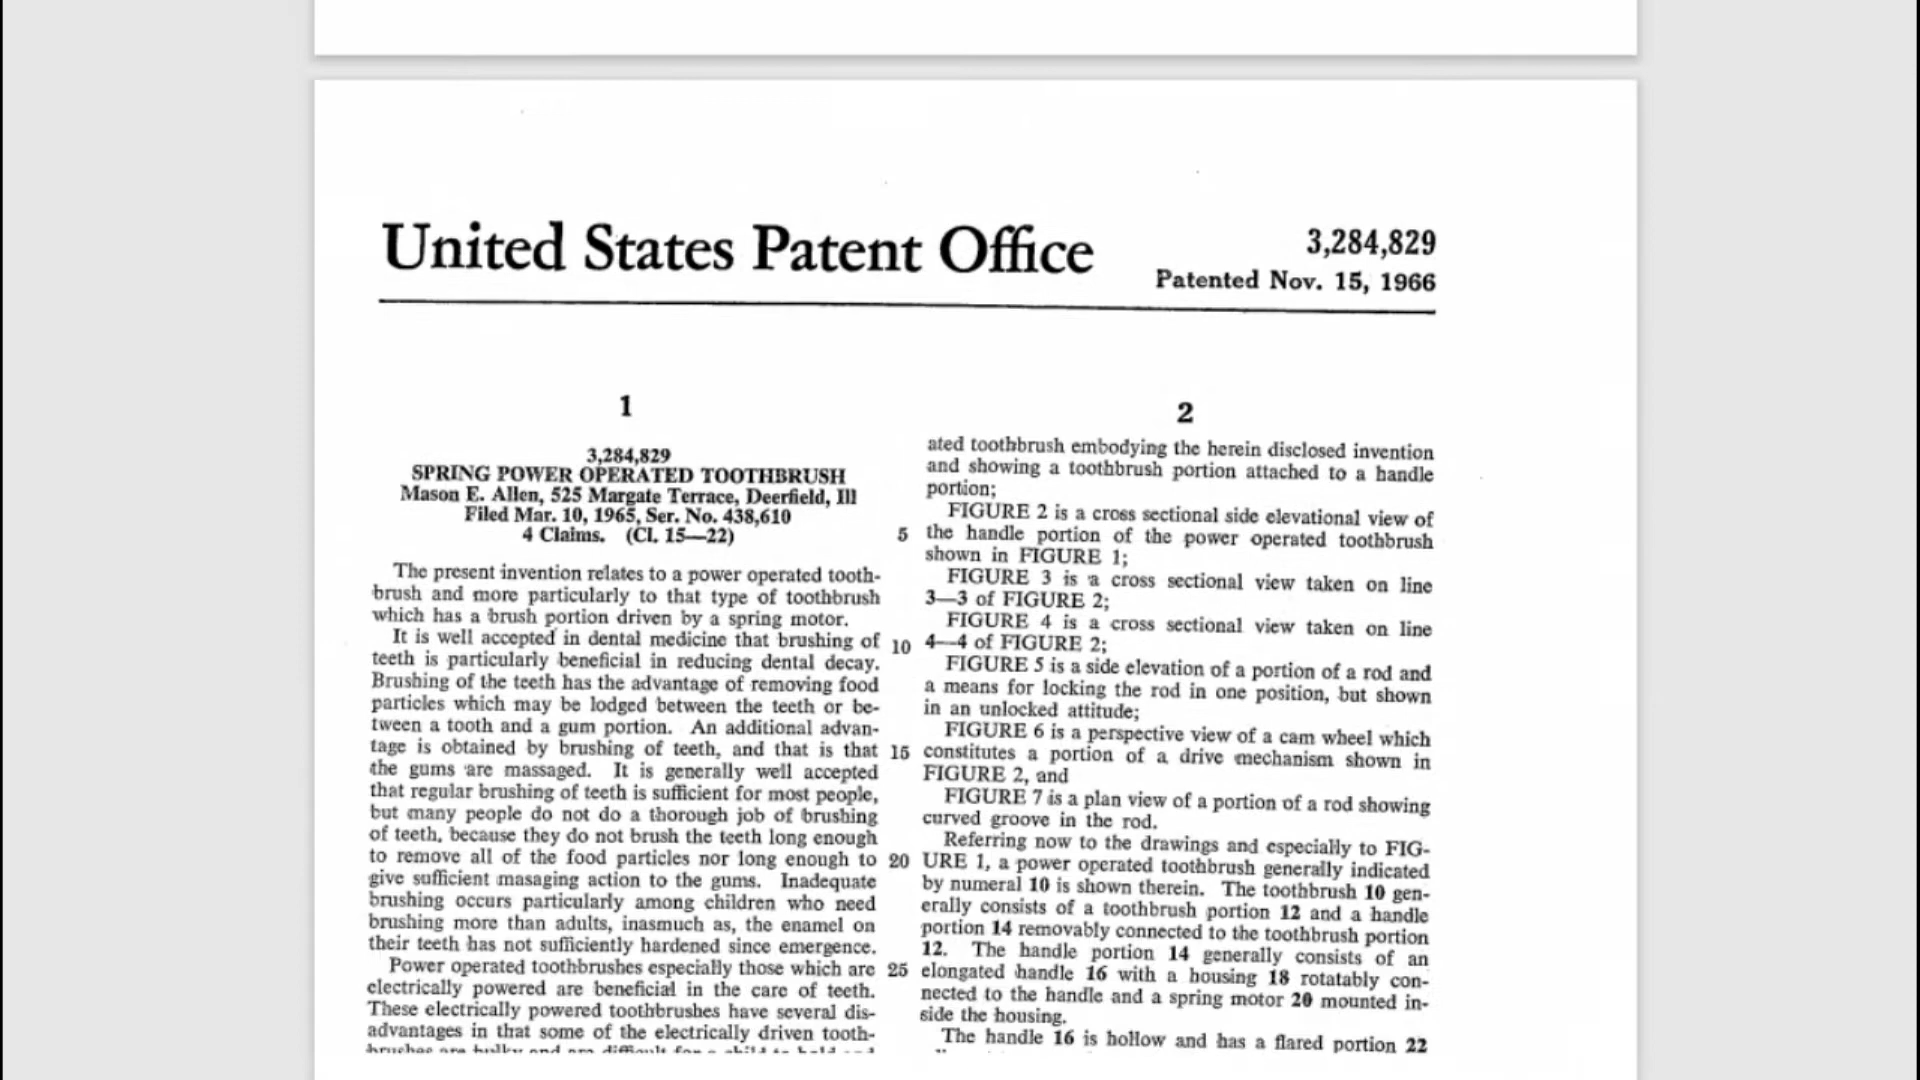 United States Patent Office
3,284,829
Patented Nov. 15, 1966
1
3,284,829
SPRING POWER OPERATED TOOTHBRUSH
Mason E. Allen, 525 Margate Terrace, Deerfield, Ill
Filed Mar. 10, 1965, Ser. No. 438,610
4 Claims. (Cl. 15—22)
The present invention relates to a power operated tooth-
brush and more particularly to that type of toothbrush
which has a brush portion driven by a spring motor.
It is well accepted in dental medicine that brushing of
teeth is particularly beneficial in reducing dental decay.
Brushing of the teeth has the advantage of removing food
particles which may be lodged between the teeth or be-
tween a tooth and a gum portion. An additional advan-
tage is obtained by brushing of teeth, and that is that
the gums are massaged. It is generally well accepted
that regular brushing of teeth is sufficient for most people,
but many people do not do a thorough job of brushing
of teeth, because they do not brush the teeth long enough
to remove all of the food particles nor long enough to
give sufficient masaging action to the gums. Inadequate
brushing occurs particularly among children who need
brushing more than adults, inasmuch as, the enamel on
their teeth has not sufficiently hardened since emergence.
Power operated toothbrushes especially those which are
electrically powered are beneficial in the care of teeth.
These electrically powered toothbrushes have several dis-
advantages in that some of the electrically driven tooth-
brushes are bulky and are difficult for a child to hold and
5
10
15
20
25
2
ated toothbrush embodying the herein disclosed invention
and showing a toothbrush portion attached to a handle
portion;
FIGURE 2 is a cross sectional side elevational view of
the handle portion of the power operated toothbrush
shown in FIGURE 1;
FIGURE 3 is a cross sectional view taken on line
3—3 of FIGURE 2;
FIGURE 4 is a cross sectional view taken on line
4—4 of FIGURE 2;
FIGURE 5 is a side elevation of a portion of a rod and
a means for locking the rod in one position, but shown
in an unlocked attitude;
FIGURE 6 is a perspective view of a cam wheel which
constitutes a portion of a drive mechanism shown in
FIGURE 2, and
FIGURE 7 is a plan view of a portion of a rod showing
curved groove in the rod.
Referring now to the drawings and especially to FIG-
URE 1, a power operated toothbrush generally indicated
by numeral 10 is shown therein. The toothbrush 10 gen-
erally consists of a toothbrush portion 12 and a handle
portion 14 removably connected to the toothbrush portion
12. The handle portion 14 generally consists of an
elongated handle 16 with a housing 18 rotatably con-
nected to the handle and a spring motor 20 mounted in-
side the housing.
The handle 16 is hollow and has a flared portion 22